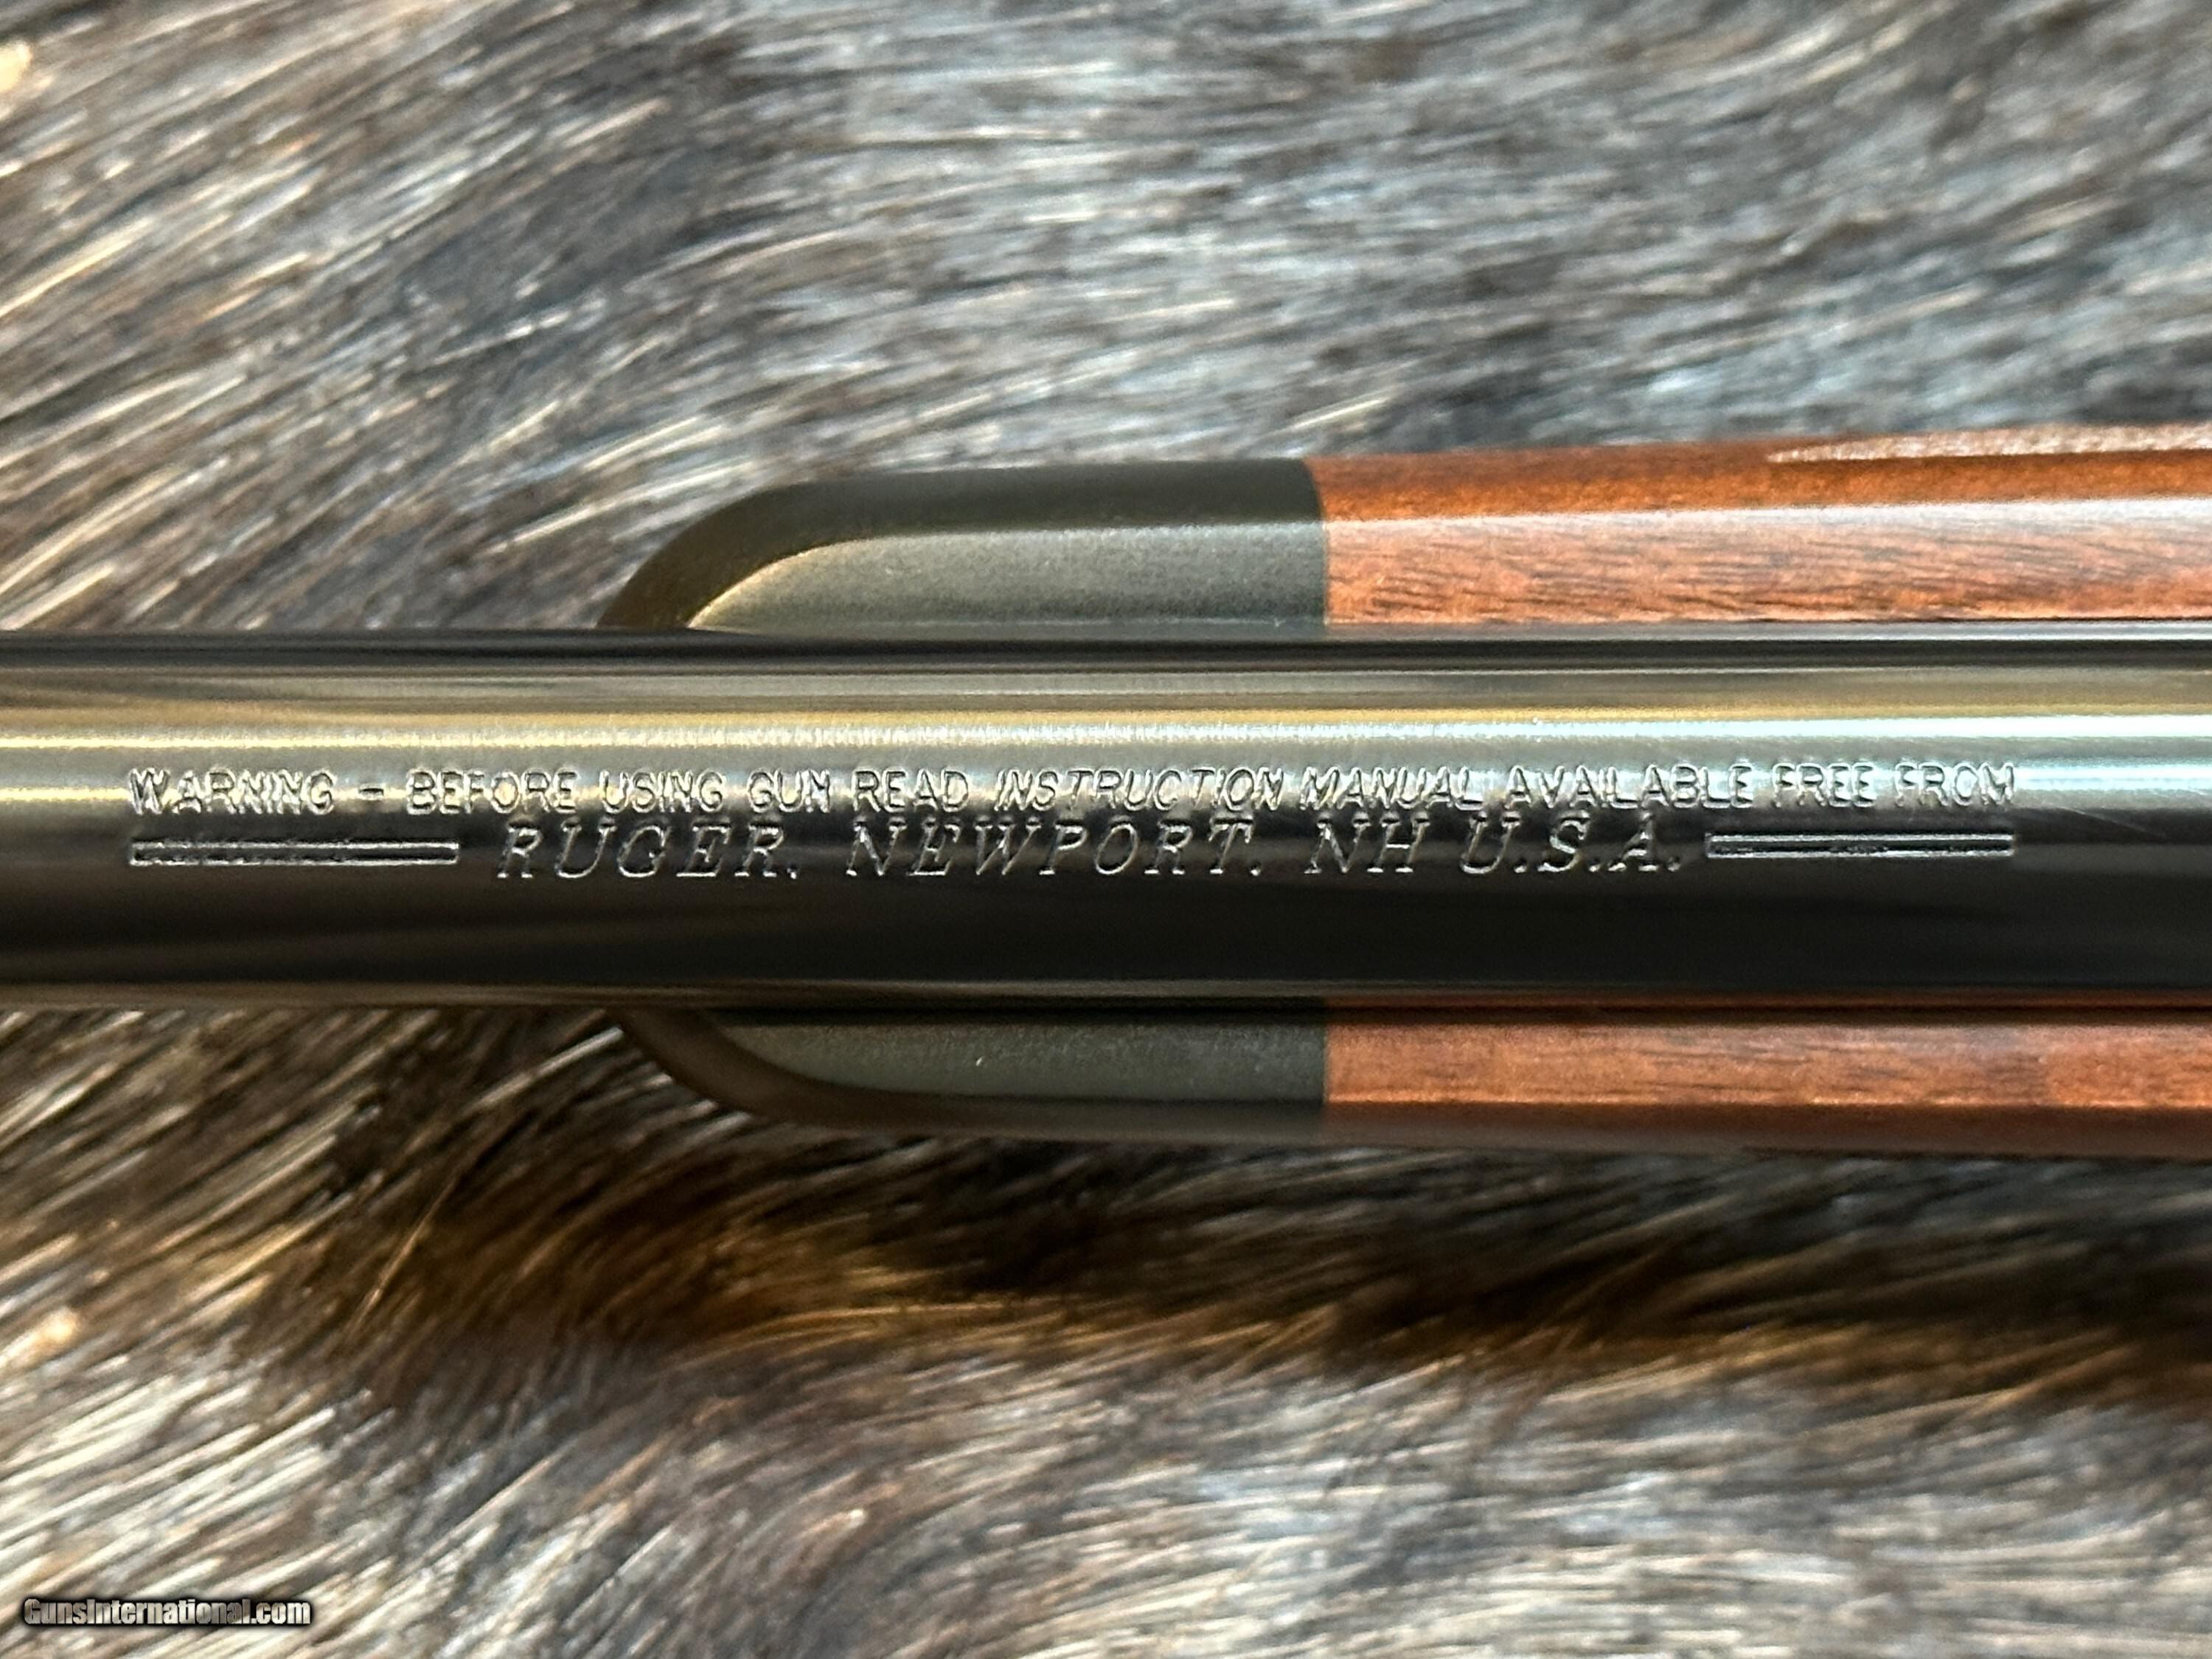 WARNING - BEFORE USING GUN READ INSTRUCTION MANUAL AVAILABLE FREE FROM
RUGER, NEWPORT, NH U.S.A.
GunsInternational.com